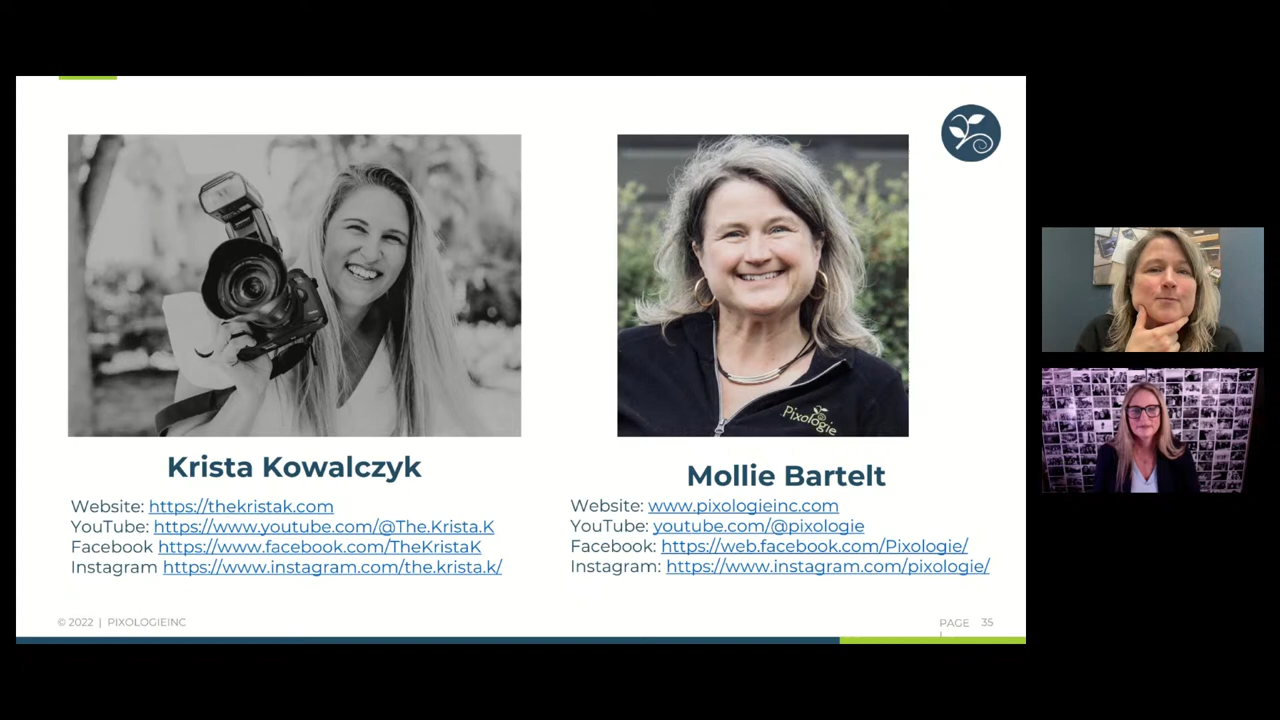 Pixologie
Krista Kowalczyk
Website: https://thekristak.com
YouTube: https://www.youtube.com/@The.Krista.K
Facebook https://www.facebook.com/TheKristaK
Instagram https://www.instagram.com/the.krista.k/
Mollie Bartelt
Website: www.pixologieinc.com
YouTube: youtube.com/@pixologie
Facebook: https://web.facebook.com/Pixologie/
Instagram: https://www.instagram.com/pixologie/
© 2022 | PIXOLOGIEINC
PAGE 35
|